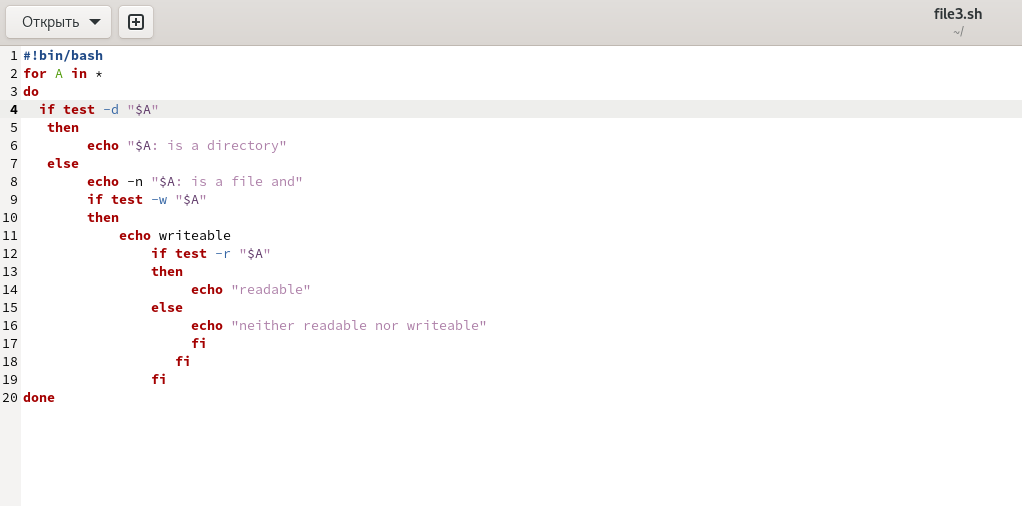 Открыть
file3.sh
~/
1 #!bin/bash
2 for A in *
3 do
4   if test -d "$A"
5    then
6         echo "$A: is a directory"
7    else
8         echo -n "$A: is a file and"
9         if test -w "$A"
10         then
11             echo writeable
12                 if test -r "$A"
13                 then
14                      echo "readable"
15                 else
16                      echo "neither readable nor writeable"
17                      fi
18                    fi
19                 fi
20 done